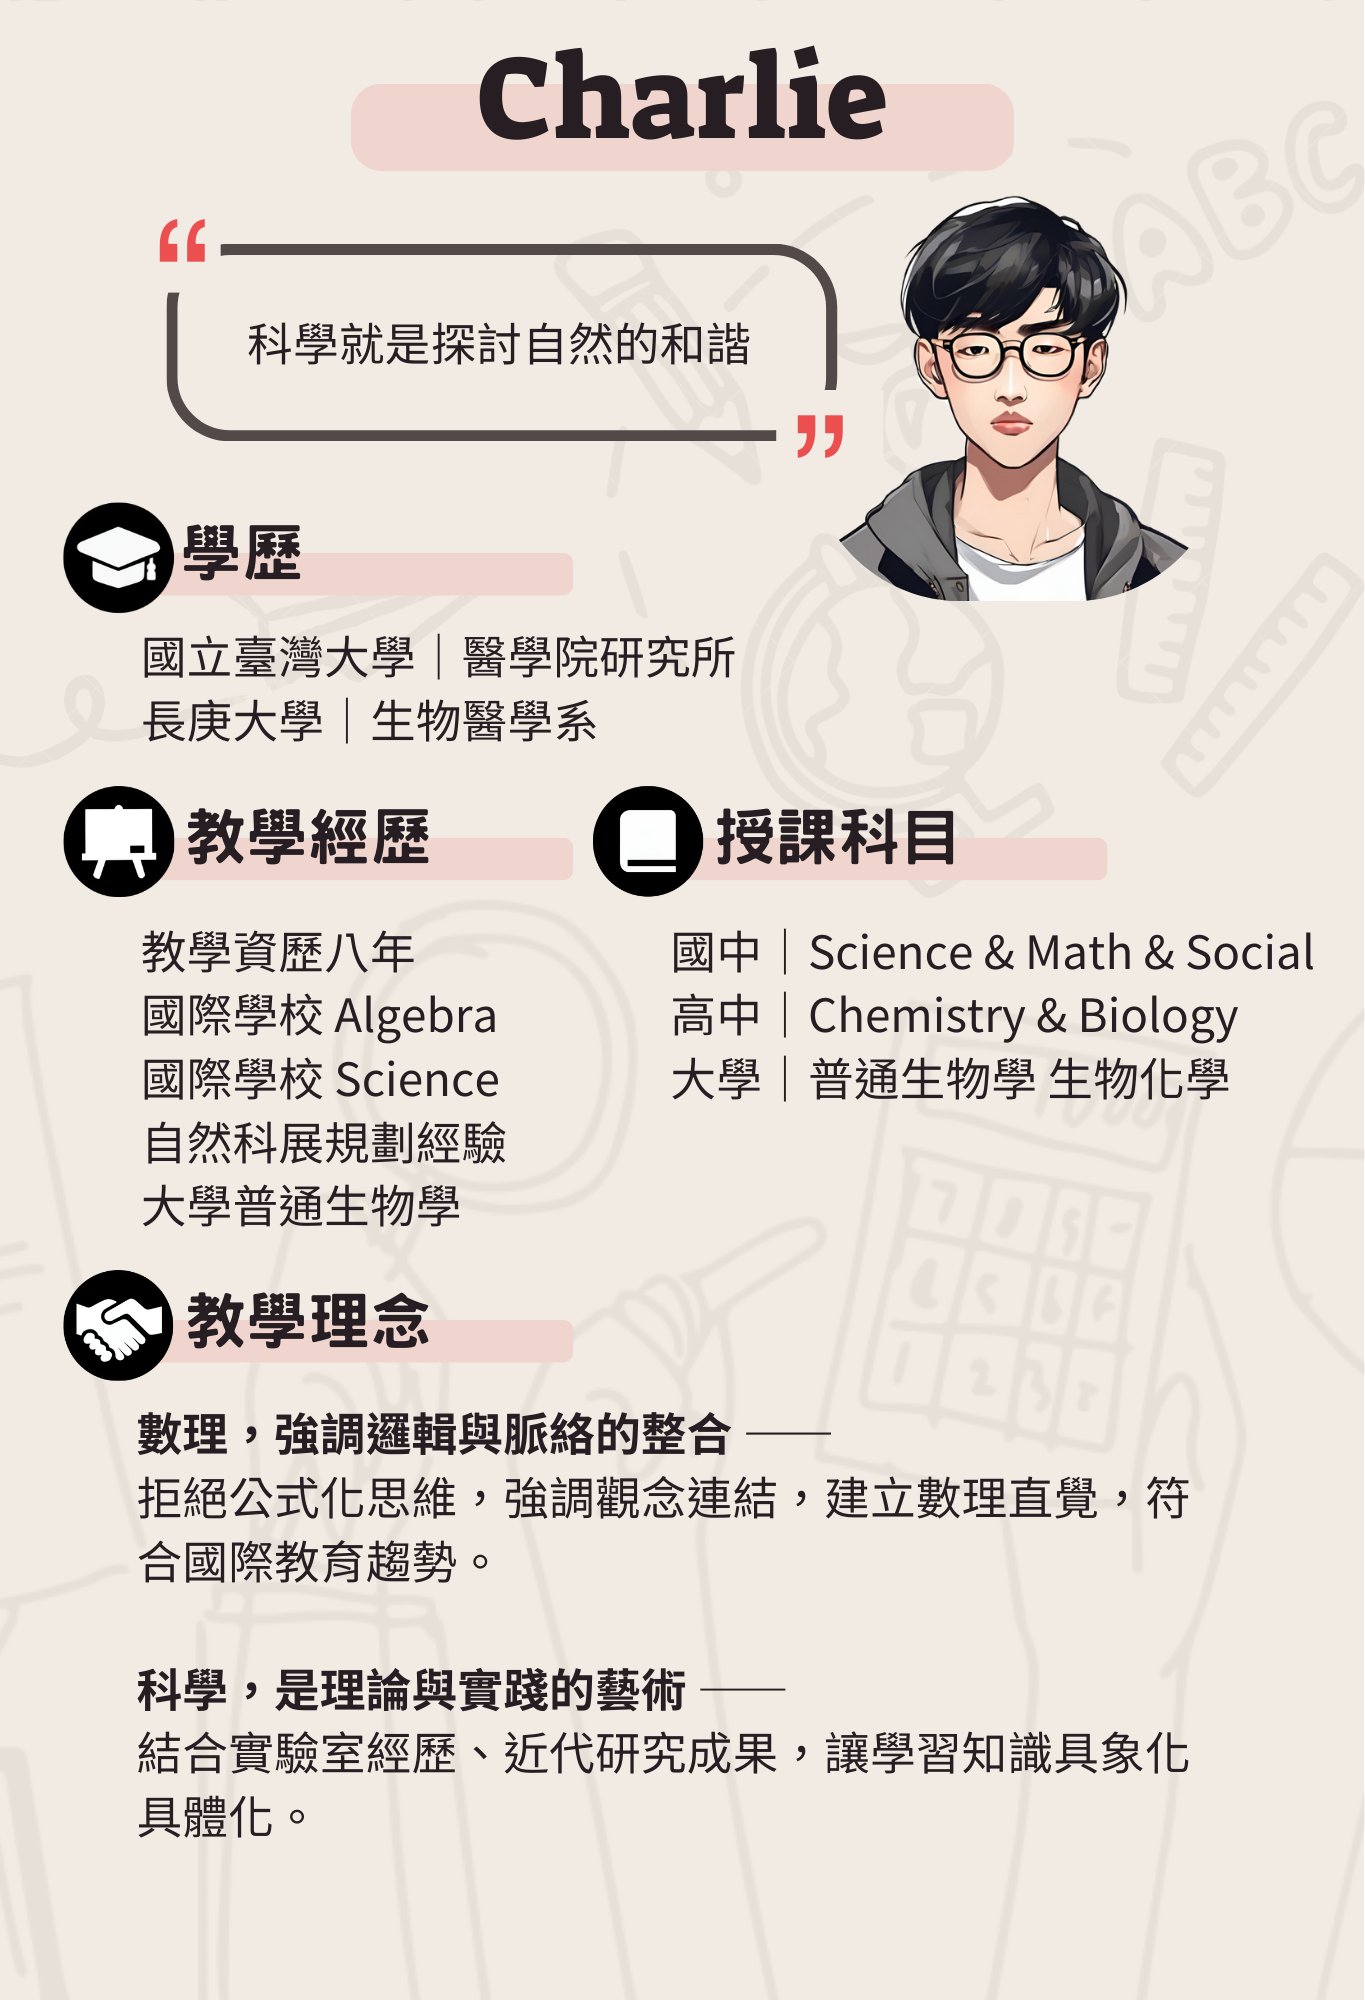 Charlie
“
科學就是探討自然的和諧
”
學歷
國立臺灣大學｜醫學院研究所
長庚大學｜生物醫學系
教學經歷
教學資歷八年
國際學校 Algebra
國際學校 Science
自然科展規劃經驗
大學普通生物學
授課科目
國中｜Science & Math & Social
高中｜Chemistry & Biology
大學｜普通生物學 生物化學
教學理念
數理，強調邏輯與脈絡的整合 ——
拒絕公式化思維，強調觀念連結，建立數理直覺，符
合國際教育趨勢。
科學，是理論與實踐的藝術 ——
結合實驗室經歷、近代研究成果，讓學習知識具象化
具體化。
ABC